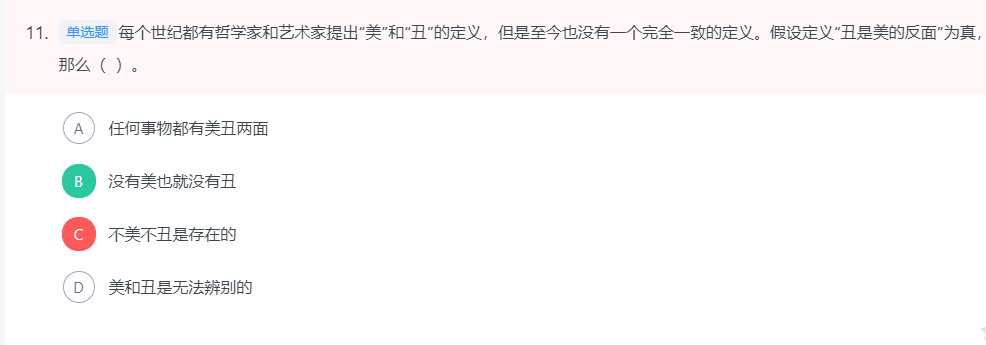 11. 单选题 每个世纪都有哲学家和艺术家提出“美”和“丑”的定义，但是至今也没有一个完全一致的定义。假设定义“丑是美的反面”为真，
那么（ ）。
A 任何事物都有美丑两面
B 没有美也就没有丑
C 不美不丑是存在的
D 美和丑是无法辨别的